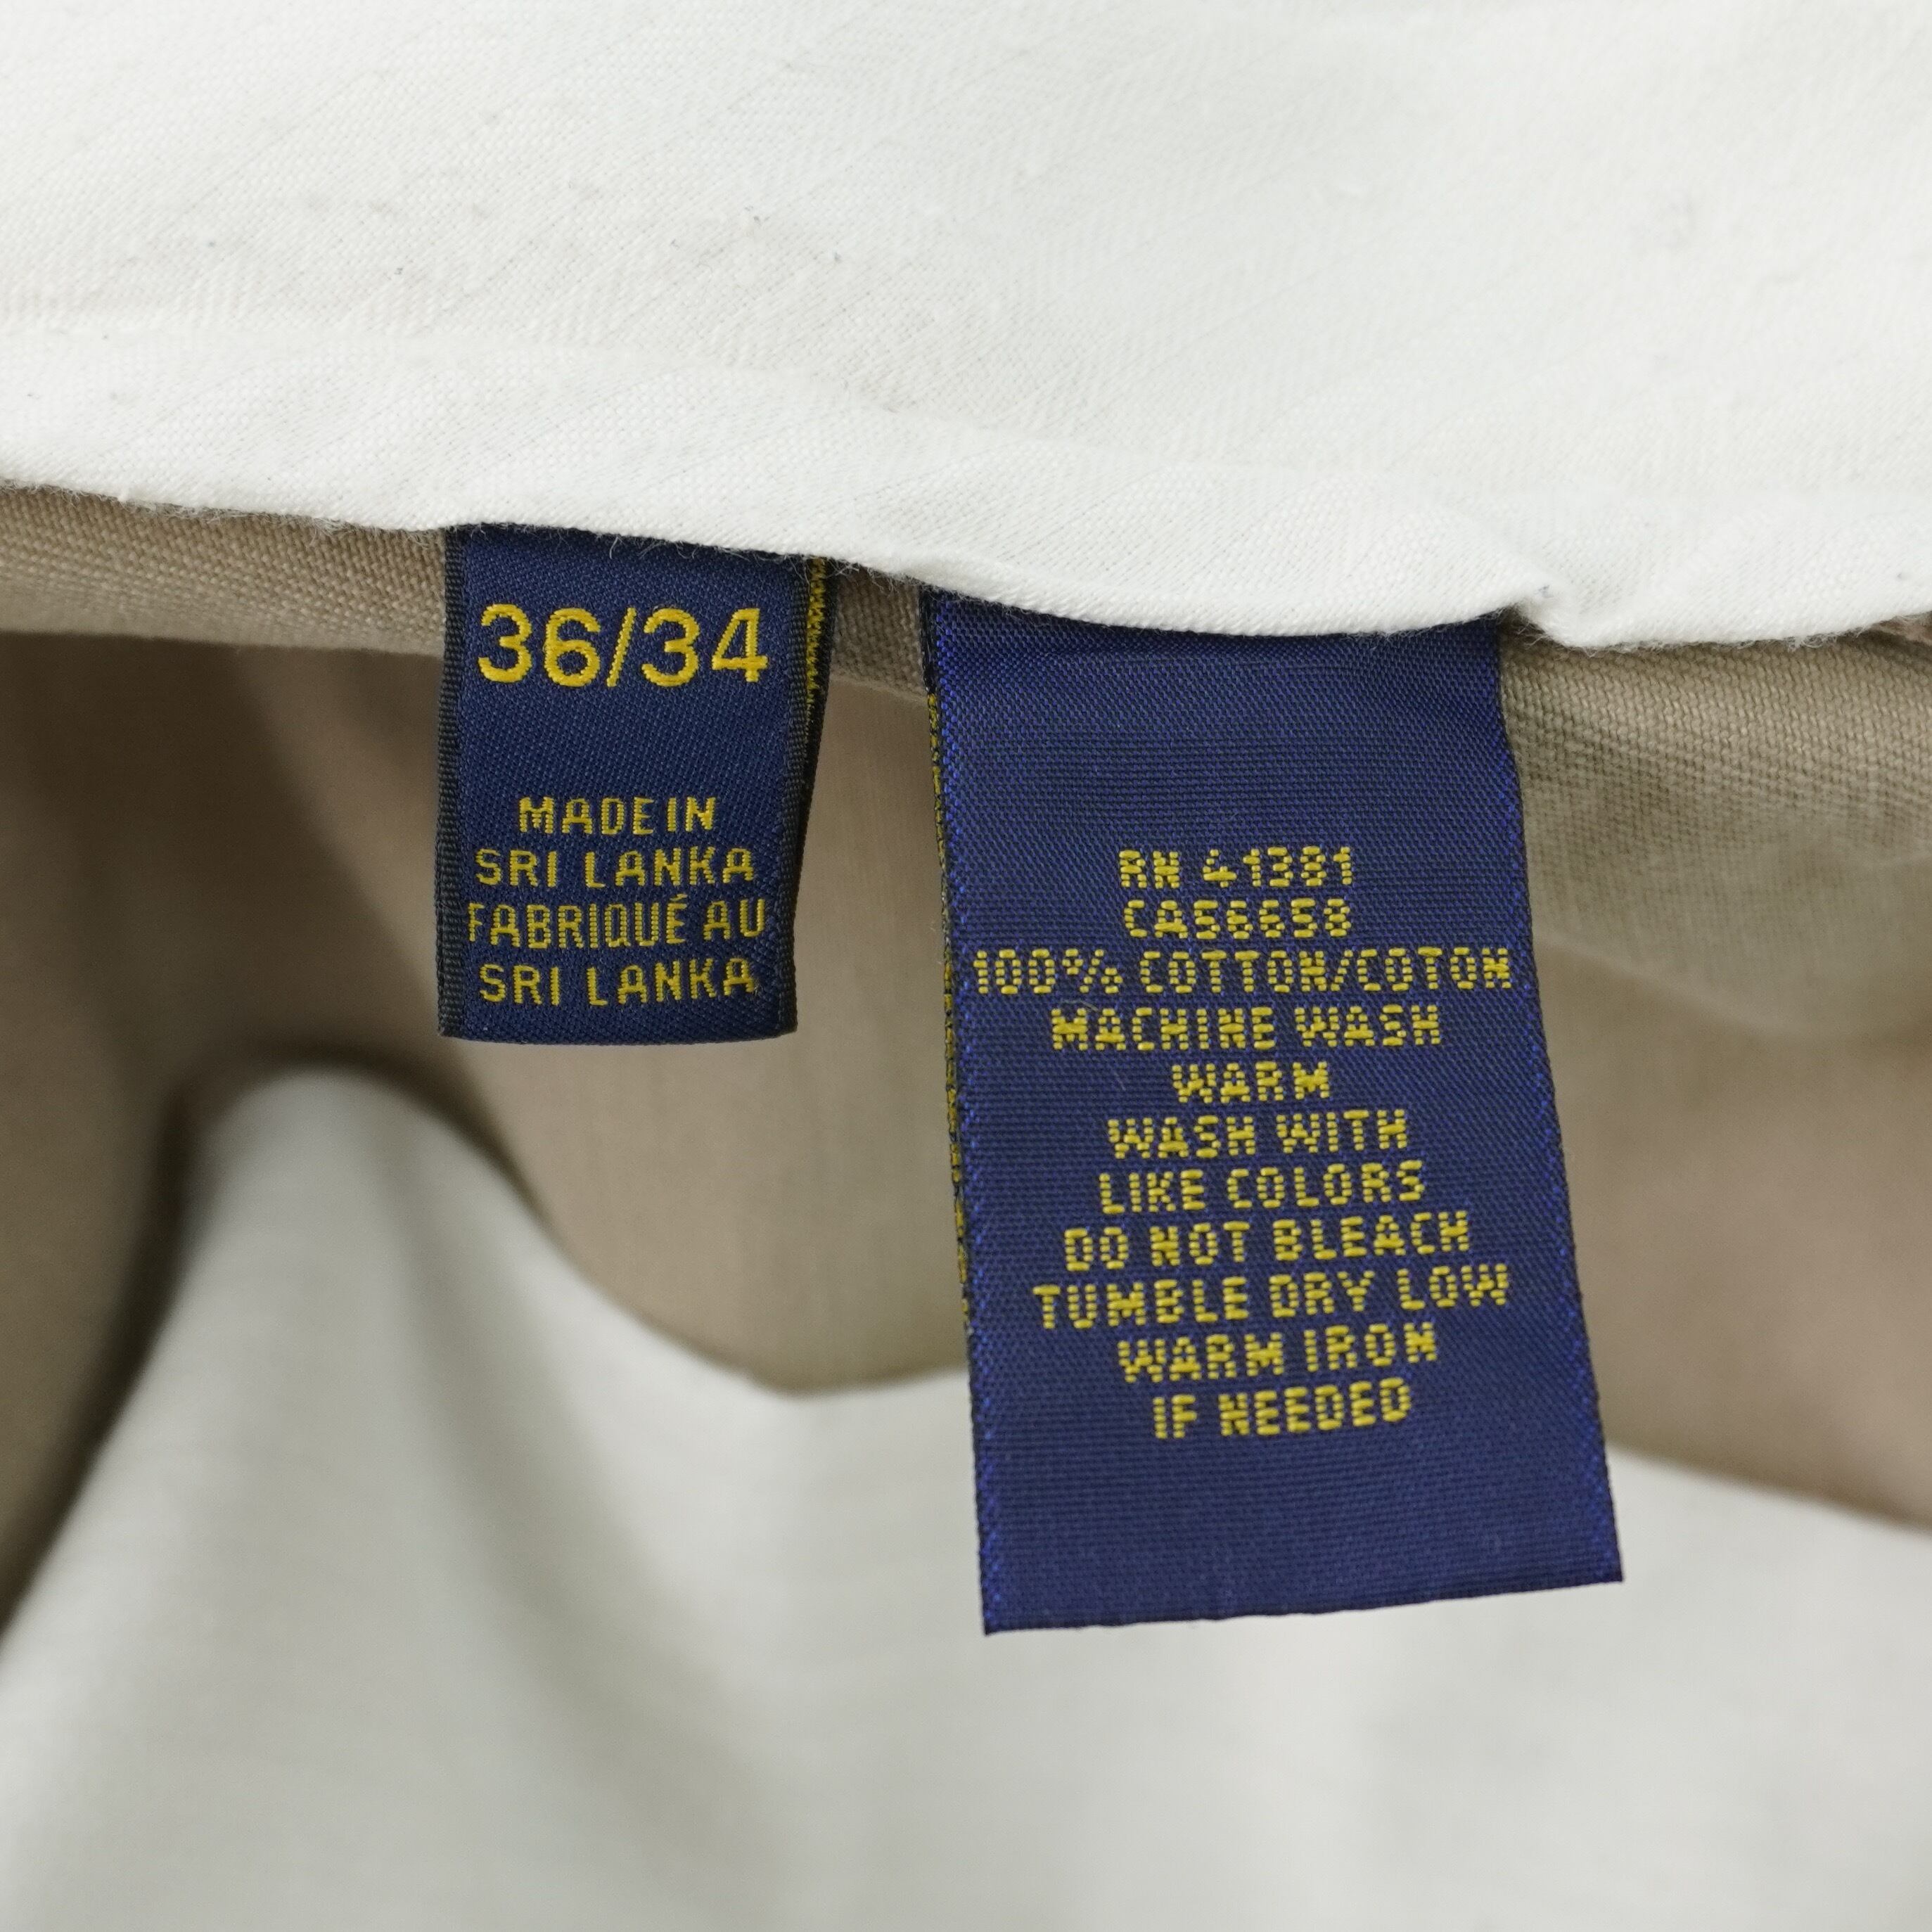 36/34
MADE IN
SRI LANKA
FABRIQUÉ AU
SRI LANKA
RN 41381
CA56658
100% COTTON/COTON
MACHINE WASH
WARM
WASH WITH
LIKE COLORS
DO NOT BLEACH
TUMBLE DRY LOW
WARM IRON
IF NEEDED